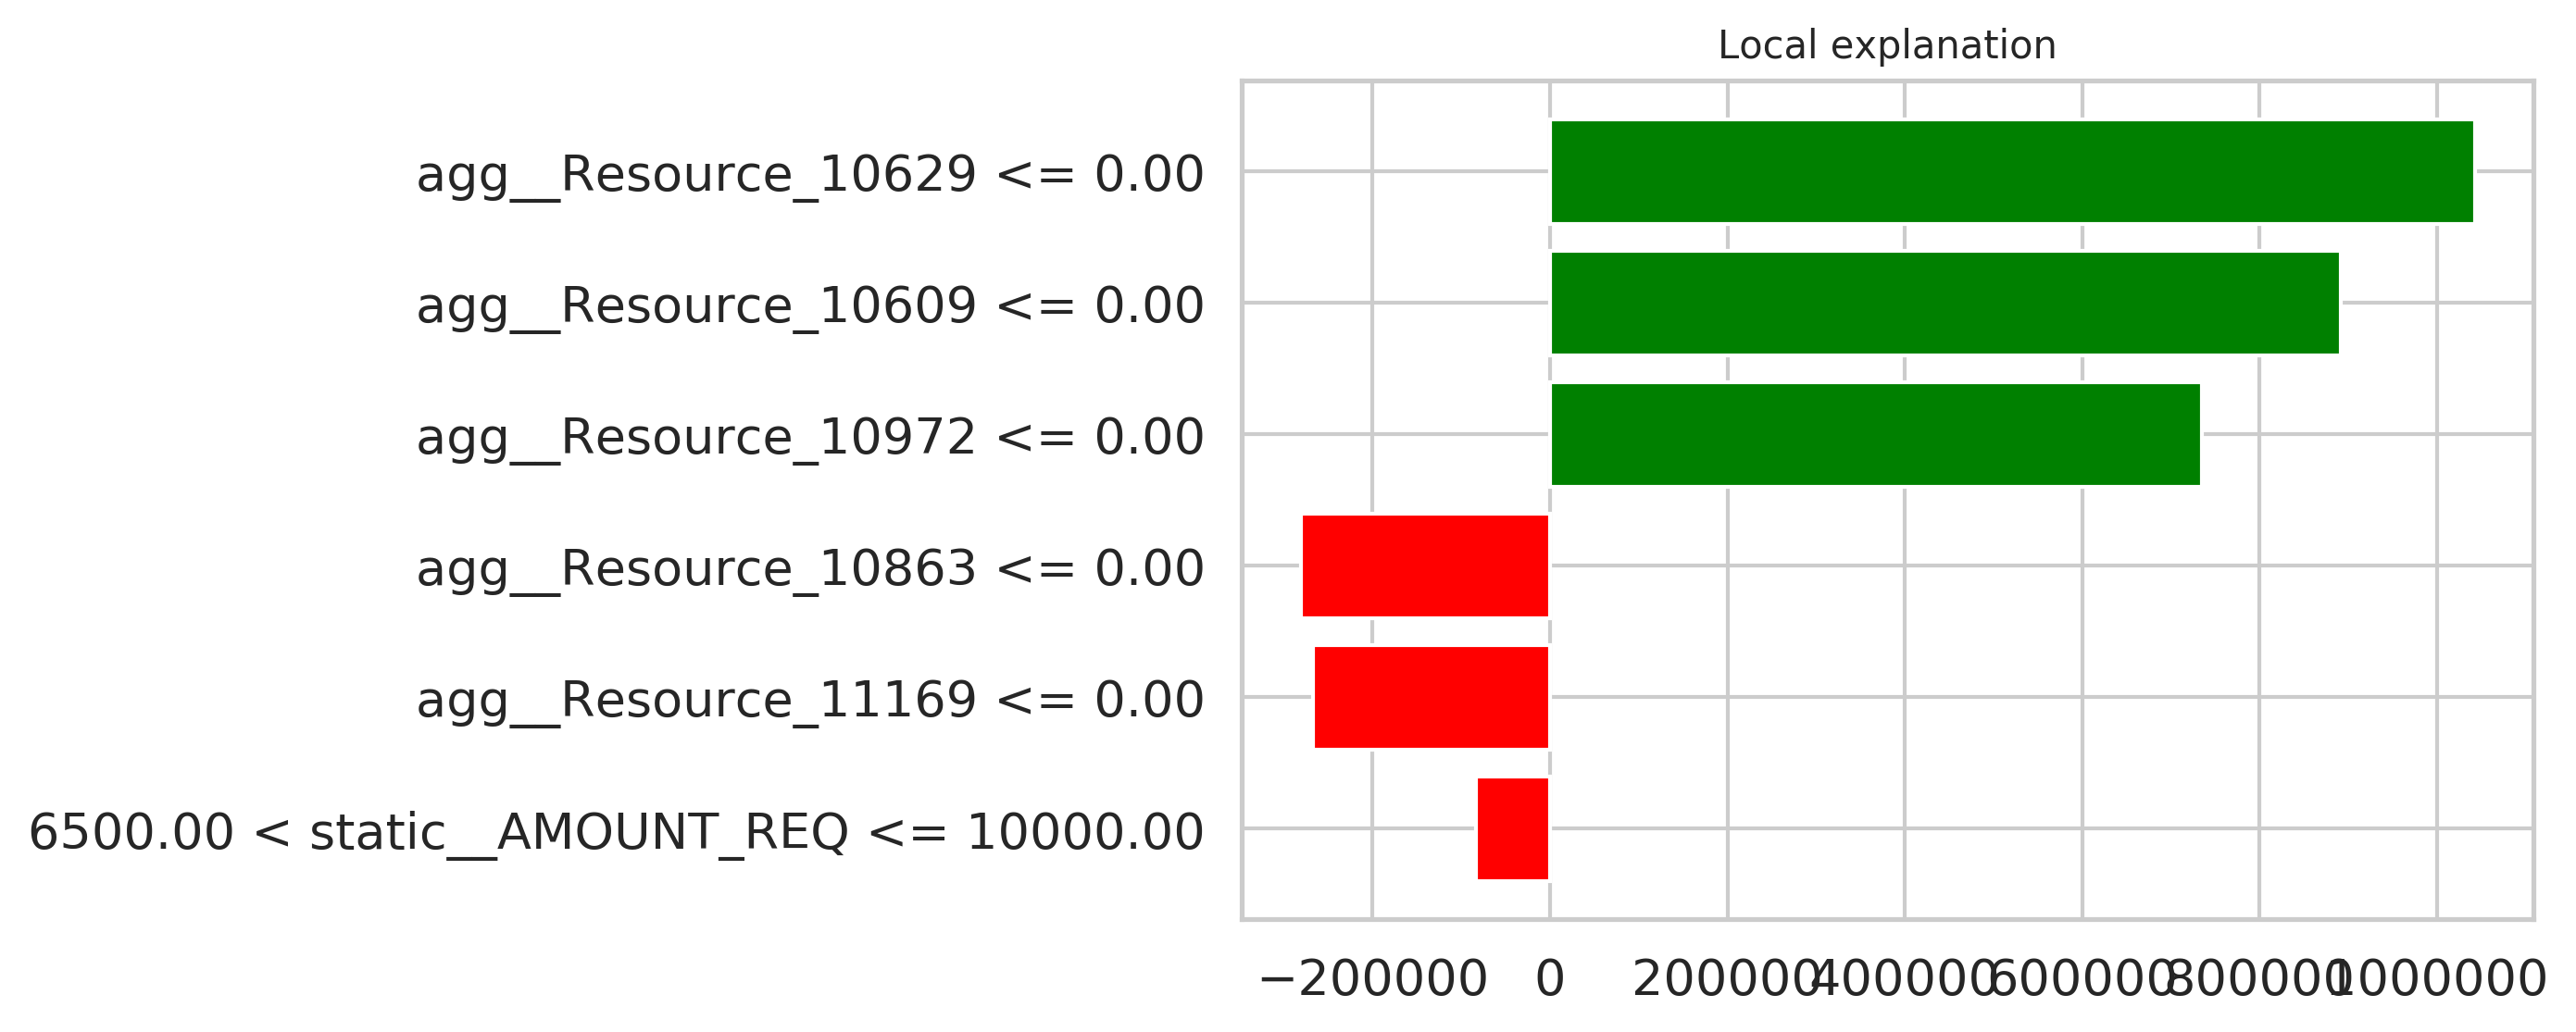 Local explanation
agg__Resource_10629 <= 0.00
agg__Resource_10609 <= 0.00
agg__Resource_10972 <= 0.00
agg__Resource_10863 <= 0.00
agg__Resource_11169 <= 0.00
6500.00 < static__AMOUNT_REQ <= 10000.00
−200000 0 200000 400000 600000 800000 1000000